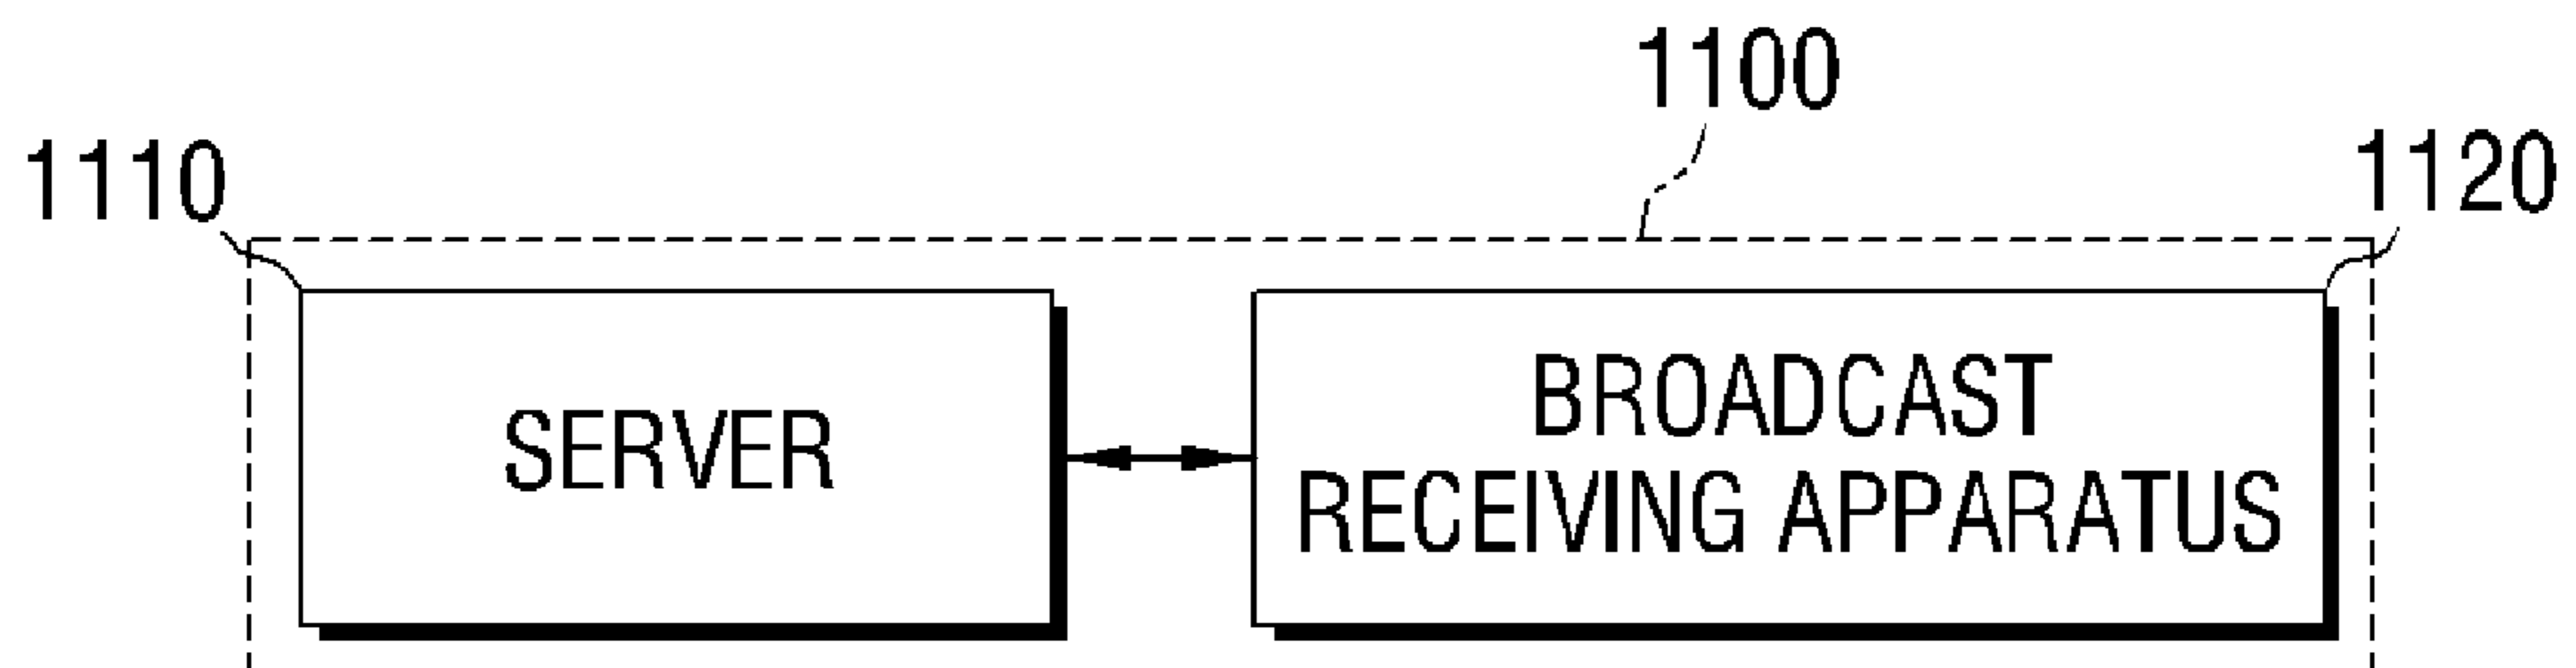 1100
1110
1120
SERVER
BROADCAST
RECEIVING APPARATUS